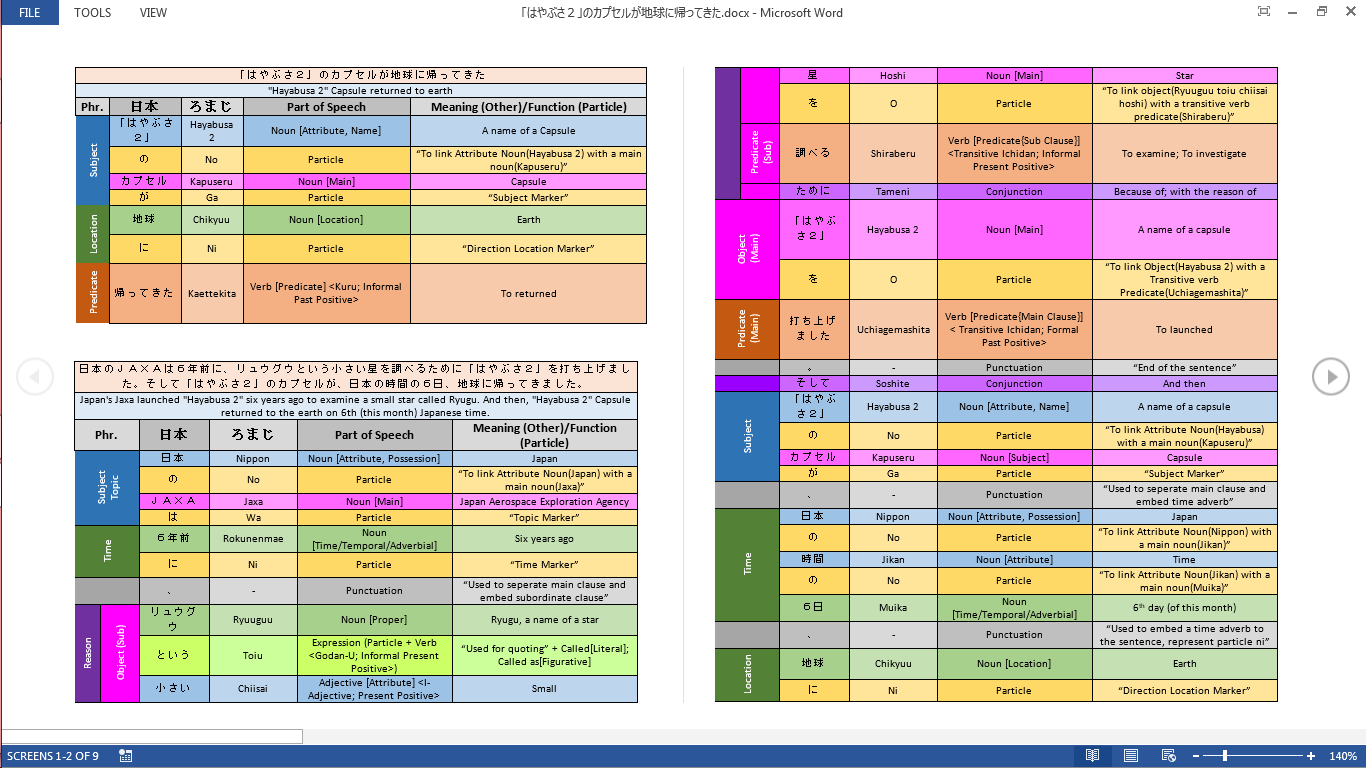 FILE TOOLS VIEW 「はやぶさ２」のカプセルが地球に帰ってきた.docx - Microsoft Word
「はやぶさ２」のカプセルが地球に帰ってきた
"Hayabusa 2" Capsule returned to earth
Phr. 日本 ろまじ Part of Speech Meaning (Other)/Function (Particle)
Subject
「はやぶさ
２」
Hayabusa
2
Noun [Attribute, Name] A name of a Capsule
の No Particle “To link Attribute Noun(Hayabusa 2) with a main
noun(Kapuseru)”
カプセル Kapuseru Noun [Main] Capsule
が Ga Particle “Subject Marker”
Location
地球 Chikyuu Noun [Location] Earth
に Ni Particle “Direction Location Marker”
Predicate
帰ってきた Kaettekita Verb [Predicate] <Kuru; Informal
Past Positive>
To returned
日本のＪＡＸＡは６年前に、リュウグウという小さい星を調べるために「はやぶさ２」を打ち上げまし
た。そして「はやぶさ２」のカプセルが、日本の時間の６日、地球に帰ってきました。
Japan's Jaxa launched "Hayabusa 2" six years ago to examine a small star called Ryugu. And then, "Hayabusa 2" Capsule
returned to the earth on 6th (this month) Japanese time.
Phr. 日本 ろまじ Part of Speech Meaning (Other)/Function
(Particle)
Subject
Topic
日本 Nippon Noun [Attribute, Possession] Japan
の No Particle “To link Attribute Noun(Japan) with a
main noun(Jaxa)”
ＪＡＸＡ Jaxa Noun [Main] Japan Aerospace Exploration Agency
は Wa Particle “Topic Marker”
Time
６年前 Rokunenmae Noun
[Time/Temporal/Adverbial]
Six years ago
に Ni Particle “Time Marker”
、 - Punctuation “Used to seperate main clause and
embed subordinate clause”
Reason
Object (Sub)
リュウグ
ウ
Ryuuguu Noun [Proper] Ryugu, a name of a star
という Toiu Expression (Particle + Verb
<Godan-U; Informal Present
Positive>)
“Used for quoting” + Called[Literal];
Called as[Figurative]
小さい Chiisai Adjective [Attribute] <I-
Adjective; Present Positive>
Small
星 Hoshi Noun [Main] Star
を O Particle “To link object(Ryuuguu toiu chiisai
hoshi) with a transitive verb
predicate(Shiraberu)”
Predicate
(Sub)
調べる Shiraberu Verb [Predicate{Sub Clause}]
<Transitive Ichidan; Informal
Present Positive>
To examine; To investigate
ために Tameni Conjunction Because of; with the reason of
Object
(Main)
「はやぶ
さ２」
Hayabusa 2 Noun [Main] A name of a capsule
を O Particle “To link Object(Hayabusa 2) with a
Transitive verb
Predicate(Uchiagemashita)”
Prdicate
(Main)
打ち上げ
ました
Uchiagemashita Verb [Predicate{Main Clause}]
< Transitive Ichidan; Formal
Past Positive>
To launched
。 - Punctuation “End of the sentence”
そして Soshite Conjunction And then
Subject
「はやぶ
さ２」
Hayabusa 2 Noun [Attribute, Name] A name of a capsule
の No Particle “To link Attribute Noun(Hayabusa)
with a main noun(Kapuseru)”
カプセル Kapuseru Noun [Subject] Capsule
が Ga Particle “Subject Marker”
、 - Punctuation “Used to seperate main clause and
embed time adverb”
Time
日本 Nippon Noun [Attribute, Possession] Japan
の No Particle “To link Attribute Noun(Nippon) with
a main noun(Jikan)”
時間 Jikan Noun [Attribute] Time
の No Particle “To link Attribute Noun(Jikan) with a
main noun(Muika)”
６日 Muika Noun
[Time/Temporal/Adverbial]
6th day (of this month)
、 - Punctuation “Used to embed a time adverb to
the sentence, represent particle ni”
Location
地球 Chikyuu Noun [Location] Earth
に Ni Particle “Direction Location Marker”
SCREENS 1-2 OF 9 140%